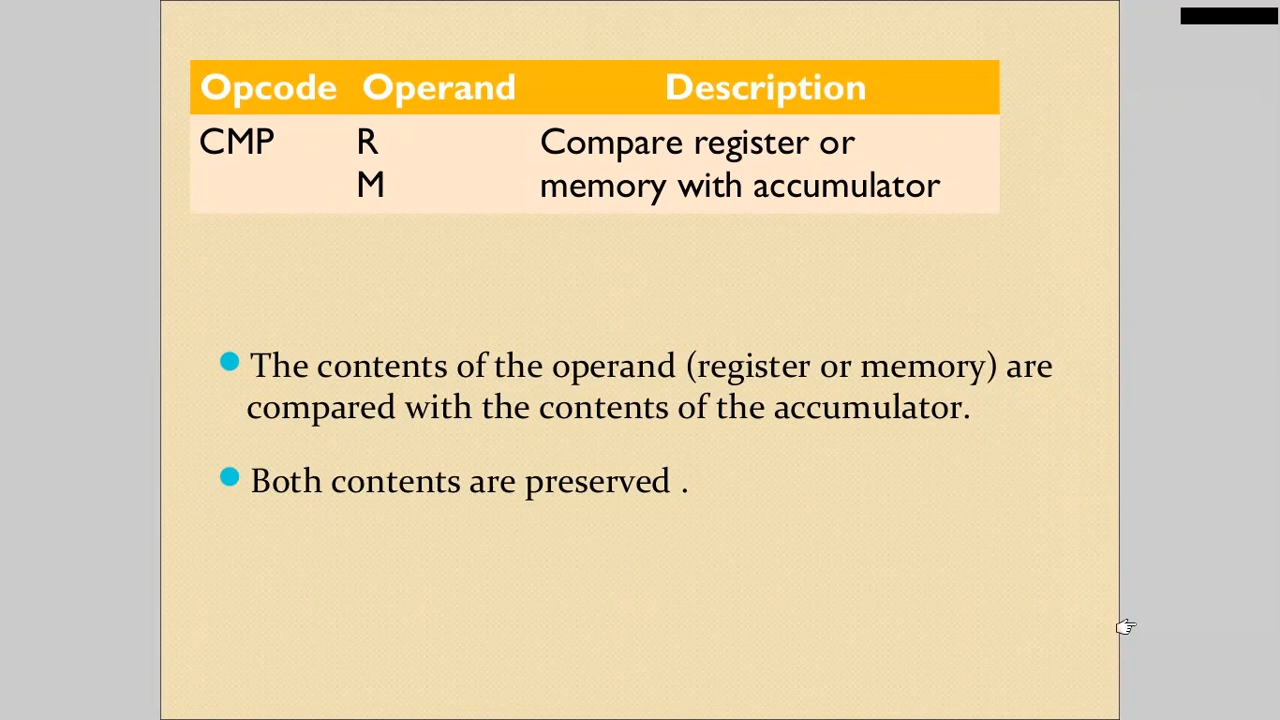 Opcode Operand Description
CMP R Compare register or
M memory with accumulator
The contents of the operand (register or memory) are
compared with the contents of the accumulator.
Both contents are preserved .